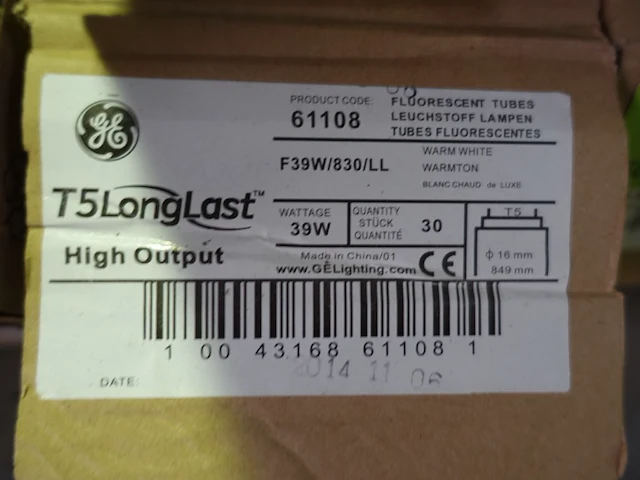 GE
PRODUCT CODE:
61108
FLUORESCENT TUBES
LEUCHSTOFF LAMPEN
TUBES FLUORESCENTES
F39W/830/LL
WARM WHITE
WARMTON
BLANC CHAUD de LUXE
T5LongLast™
High Output
WATTAGE
39W
QUANTITY
STÜCK
QUANTITÉ
30
T5
ϕ 16 mm
849 mm
Made in China/01
www.GELighting.com CE
1 00 43168 61108 1
DATE:
2014 11 06